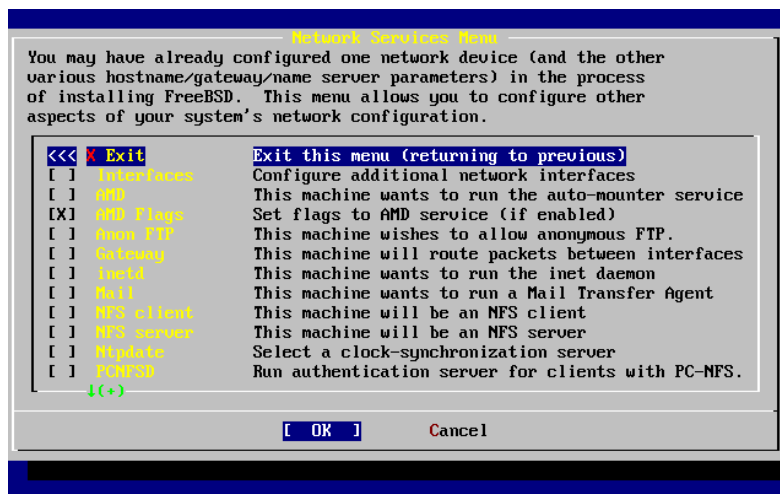 Network Services Menu
You may have already configured one network device (and the other
various hostname/gateway/name server parameters) in the process
of installing FreeBSD.  This menu allows you to configure other
aspects of your system's network configuration.
<<< X Exit Exit this menu (returning to previous)
[ ] Interfaces Configure additional network interfaces
[ ] AMD This machine wants to run the auto-mounter service
[X] AMD Flags Set flags to AMD service (if enabled)
[ ] Anon FTP This machine wishes to allow anonymous FTP.
[ ] Gateway This machine will route packets between interfaces
[ ] inetd This machine wants to run the inet daemon
[ ] Mail This machine wants to run a Mail Transfer Agent
[ ] NFS client This machine will be an NFS client
[ ] NFS server This machine will be an NFS server
[ ] Ntpdate Select a clock-synchronization server
[ ] PCNFSD Run authentication server for clients with PC-NFS.
↓(+)
[ OK ] Cancel